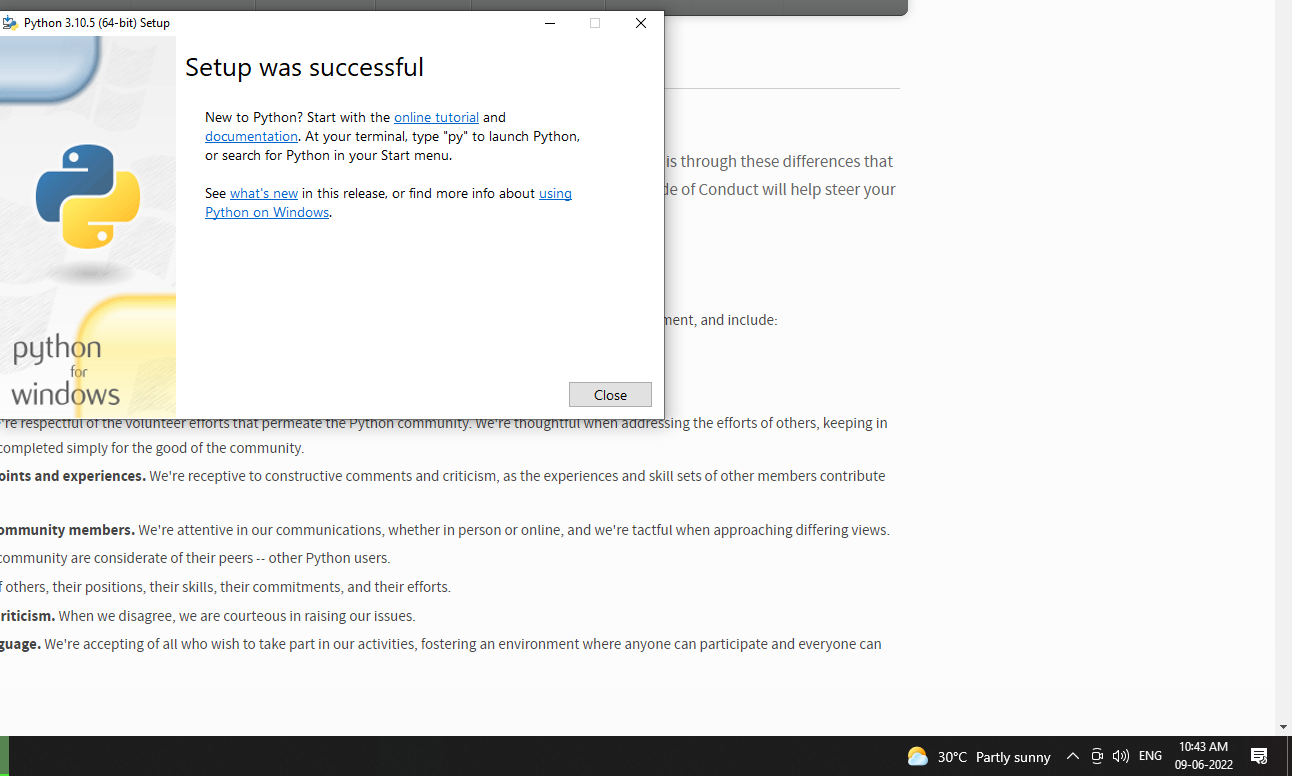 Python 3.10.5 (64-bit) Setup
Setup was successful
New to Python? Start with the online tutorial and
documentation. At your terminal, type "py" to launch Python,
or search for Python in your Start menu.
See what's new in this release, or find more info about using
Python on Windows.
python
for
windows
Close
is through these differences that
de of Conduct will help steer your
ment, and include:
're respectful of the volunteer efforts that permeate the Python community. We're thoughtful when addressing the efforts of others, keeping in
completed simply for the good of the community.
oints and experiences. We're receptive to constructive comments and criticism, as the experiences and skill sets of other members contribute
ommunity members. We're attentive in our communications, whether in person or online, and we're tactful when approaching differing views.
community are considerate of their peers -- other Python users.
f others, their positions, their skills, their commitments, and their efforts.
riticism. When we disagree, we are courteous in raising our issues.
guage. We're accepting of all who wish to take part in our activities, fostering an environment where anyone can participate and everyone can
30°C Partly sunny
ENG
10:43 AM
09-06-2022